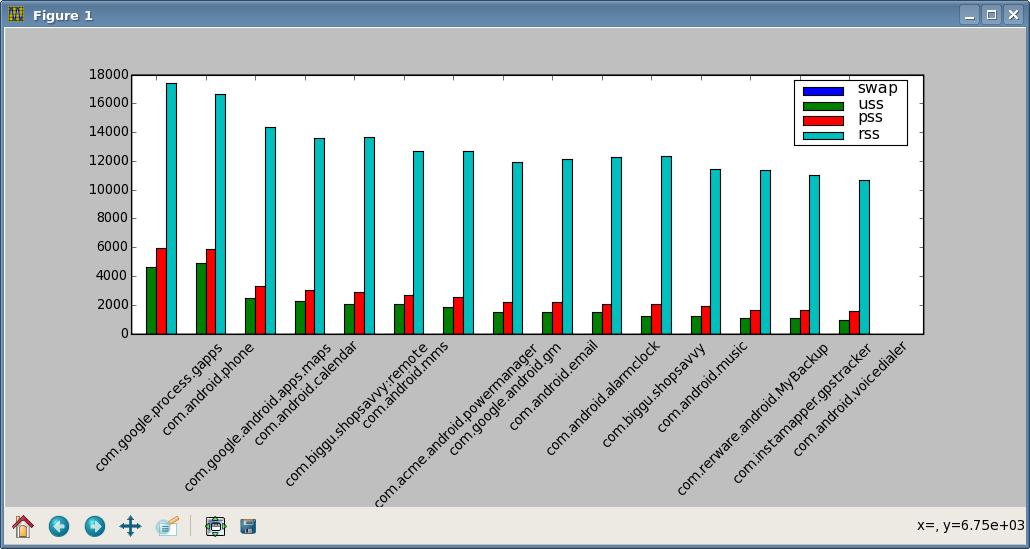 Figure 1
18000
16000
14000
12000
10000
8000
6000
4000
2000
0
swap
uss
pss
rss
com.google.process.gapps
com.android.phone
com.google.android.apps.maps
com.android.calendar
com.biggu.shopsavvy:remote
com.android.mms
com.acme.android.powermanager
com.google.android.gm
com.android.email
com.android.alarmclock
com.biggu.shopsavvy
com.android.music
com.rerware.android.MyBackup
com.instamapper.gpstracker
com.android.voicedialer
x=, y=6.75e+03